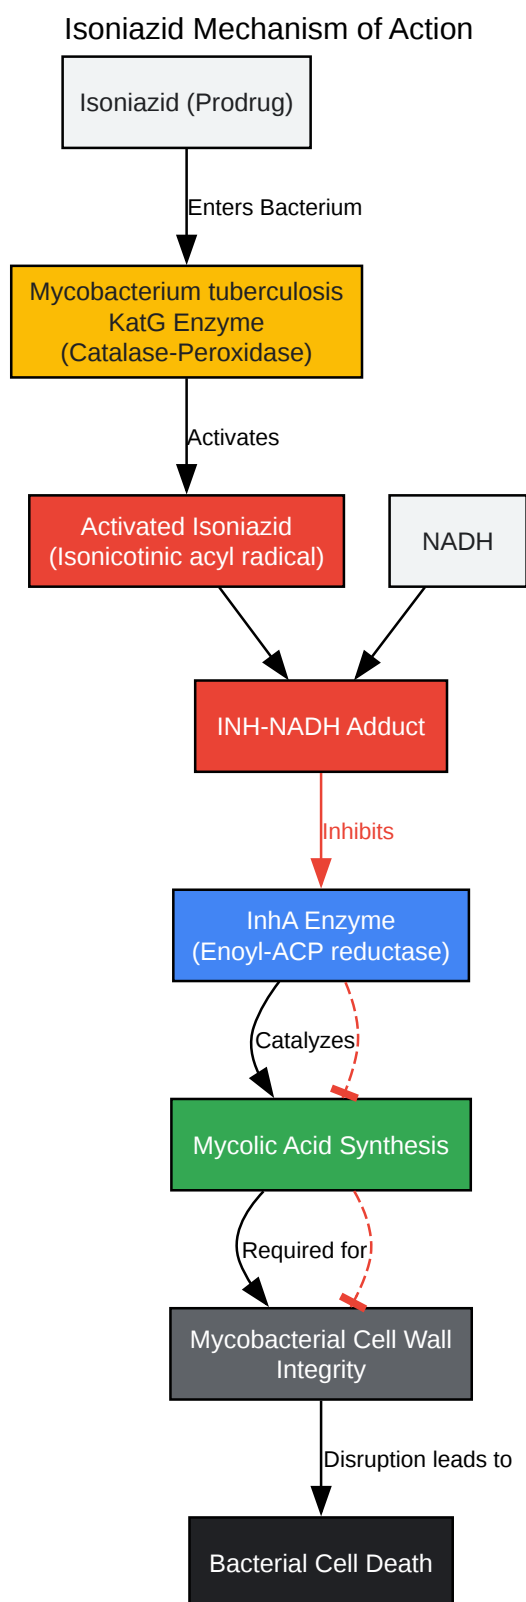 Isoniazid Mechanism of Action
Isoniazid (Prodrug)
Enters Bacterium
Mycobacterium tuberculosis
KatG Enzyme
(Catalase-Peroxidase)
Activates
Activated Isoniazid
(Isonicotinic acyl radical)
NADH
INH-NADH Adduct
Inhibits
InhA Enzyme
(Enoyl-ACP reductase)
Catalyzes
Mycolic Acid Synthesis
Required for
Mycobacterial Cell Wall
Integrity
Disruption leads to
Bacterial Cell Death